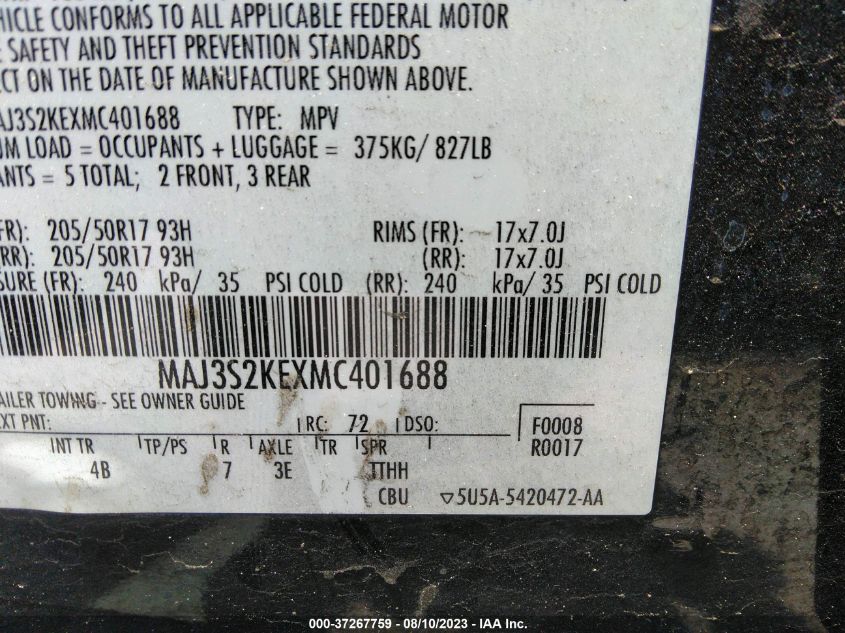 VEHICLE CONFORMS TO ALL APPLICABLE FEDERAL MOTOR
SAFETY AND THEFT PREVENTION STANDARDS
CT ON THE DATE OF MANUFACTURE SHOWN ABOVE.
AJ3S2KEXMC401688 TYPE: MPV
UM LOAD = OCCUPANTS + LUGGAGE = 375KG/ 827LB
ANTS = 5 TOTAL; 2 FRONT, 3 REAR
FR): 205/50R17 93H RIMS (FR): 17x7.0J
RR): 205/50R17 93H (RR): 17x7.0J
SURE (FR): 240 kPa/ 35 PSI COLD (RR): 240 kPa/ 35 PSI COLD
MAJ3S2KEXMC401688
AILER TOWING - SEE OWNER GUIDE
EXT PNT: RC: 72 DSO: F0008
R0017
INT TR TP/PS R AXLE TR SPR
4B 7 3E TTHH
CBU ▽5U5A-5420472-AA
000-37267759 - 08/10/2023 - IAA Inc.